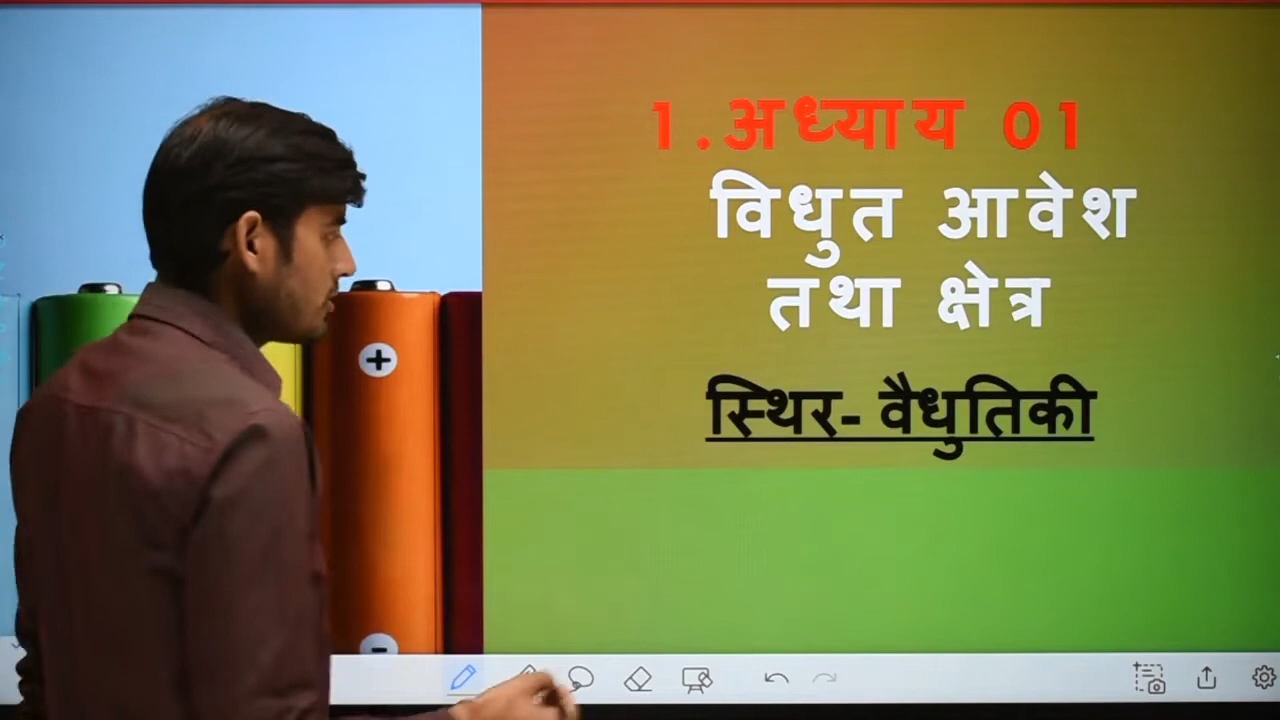 1.अध्याय 01
विधुत आवेश
तथा क्षेत्र
स्थिर- वैधुतिकी